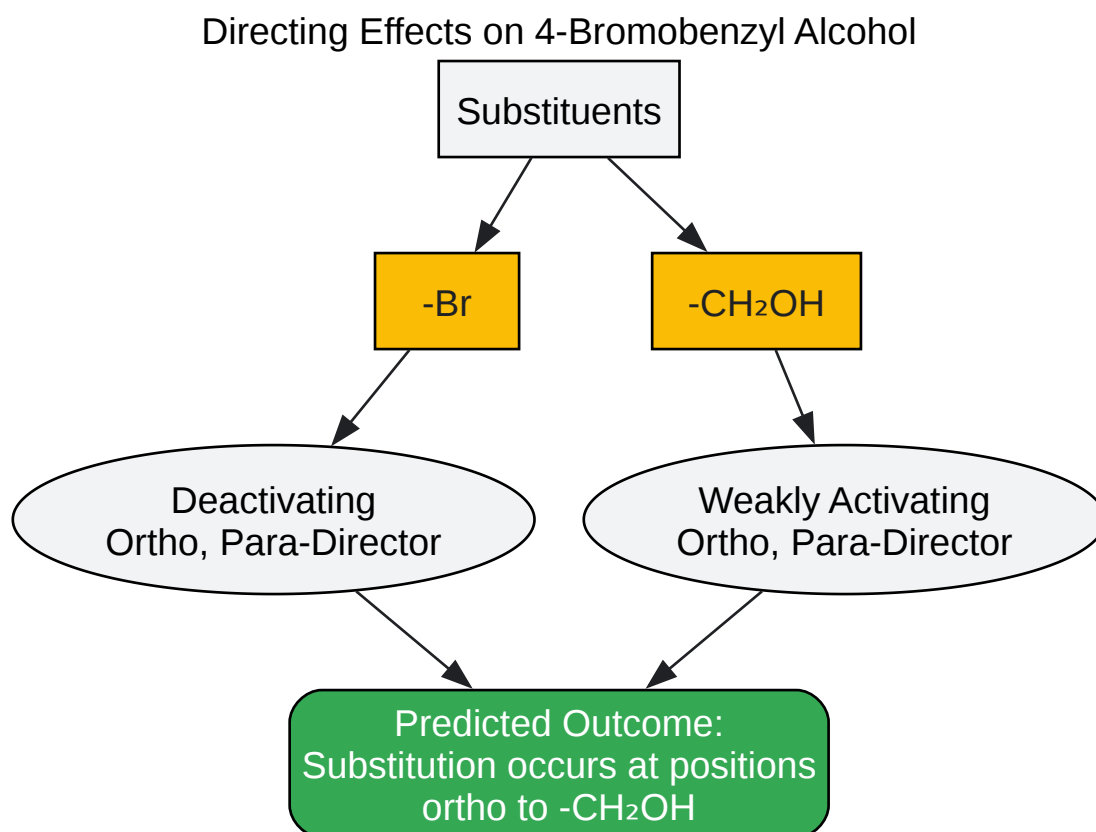 Directing Effects on 4-Bromobenzyl Alcohol
Substituents
-Br
-CH₂OH
Deactivating
Ortho, Para-Director
Weakly Activating
Ortho, Para-Director
Predicted Outcome:
Substitution occurs at positions
ortho to -CH₂OH